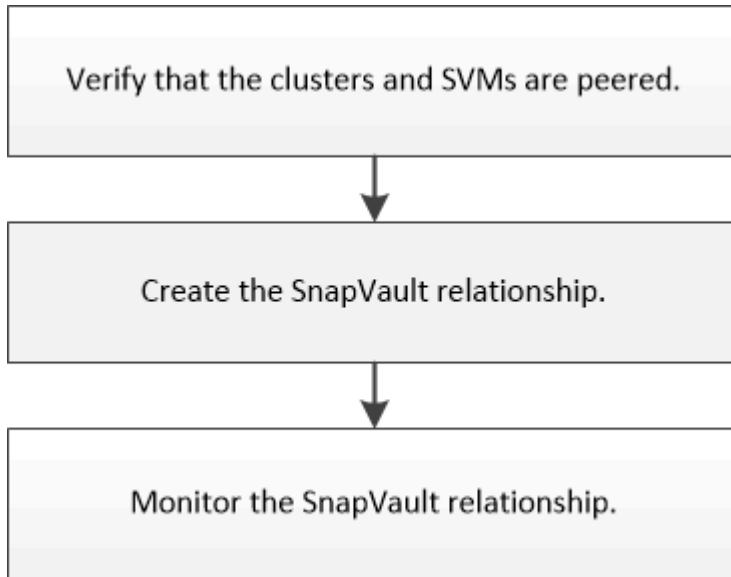 Verify that the clusters and SVMs are peered.
Create the SnapVault relationship.
Monitor the SnapVault relationship.